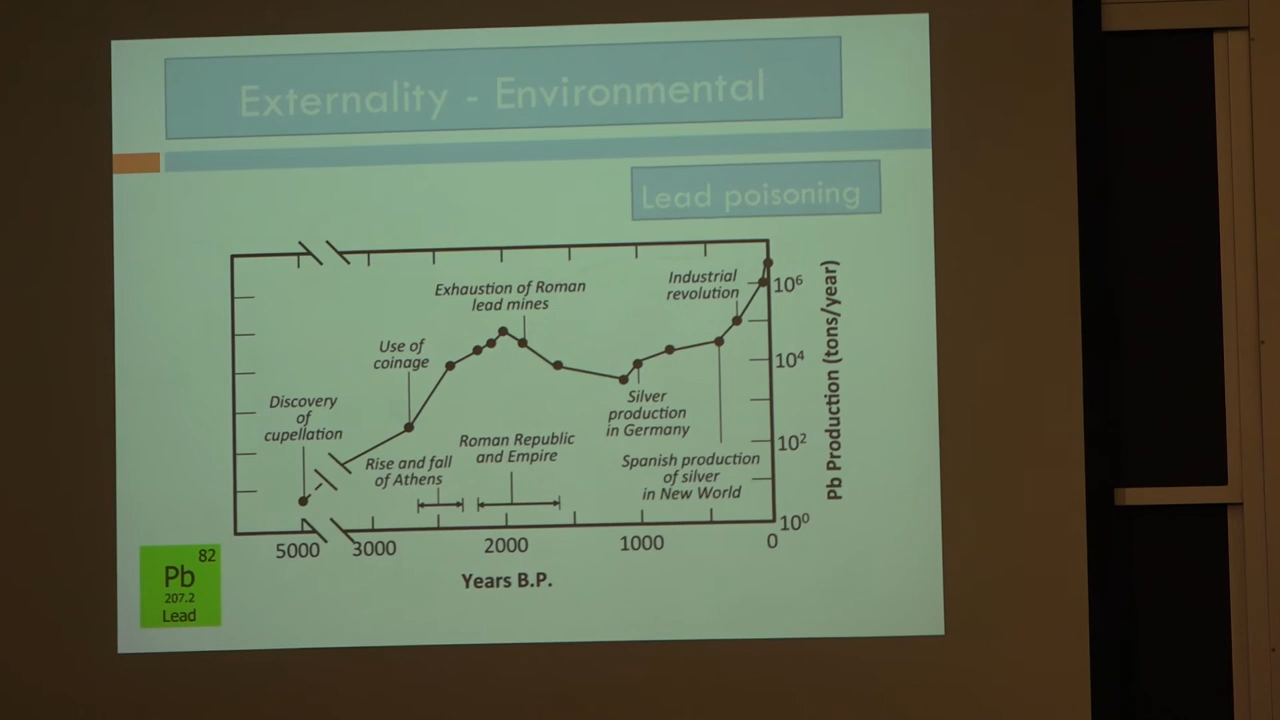 Externality - Environmental
Lead poisoning
Exhaustion of Roman
lead mines
Industrial
revolution
Use of
coinage
Discovery
of
cupellation
Silver
production
in Germany
Roman Republic
and Empire
Rise and fall
of Athens
Spanish production
of silver
in New World
10⁶
10⁴
10²
10⁰
Pb Production (tons/year)
5000 3000 2000 1000 0
Years B.P.
82
Pb
207.2
Lead